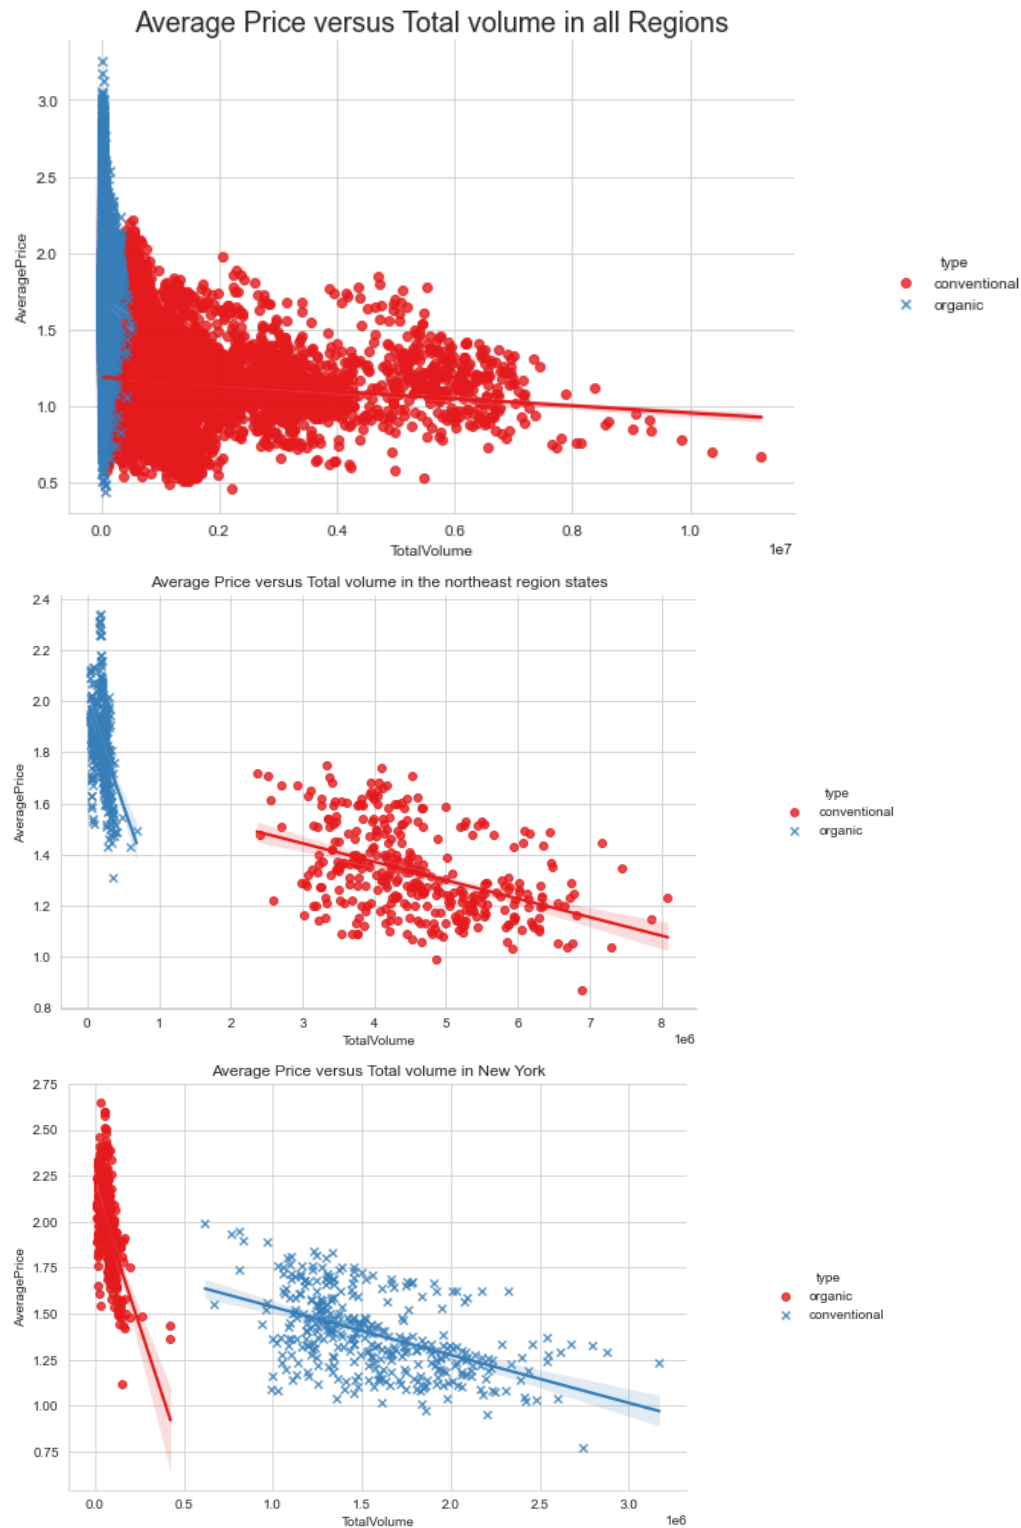 Average Price versus Total volume in all Regions
3.0
2.5
2.0
1.5
1.0
0.5
AveragePrice
0.0 0.2 0.4 0.6 0.8 1.0
1e7
TotalVolume
type
conventional
organic
Average Price versus Total volume in the northeast region states
2.4
2.2
2.0
1.8
1.6
1.4
1.2
1.0
0.8
AveragePrice
0 1 2 3 4 5 6 7 8
1e6
TotalVolume
type
conventional
organic
Average Price versus Total volume in New York
2.75
2.50
2.25
2.00
1.75
1.50
1.25
1.00
0.75
AveragePrice
0.0 0.5 1.0 1.5 2.0 2.5 3.0
1e6
TotalVolume
type
organic
conventional